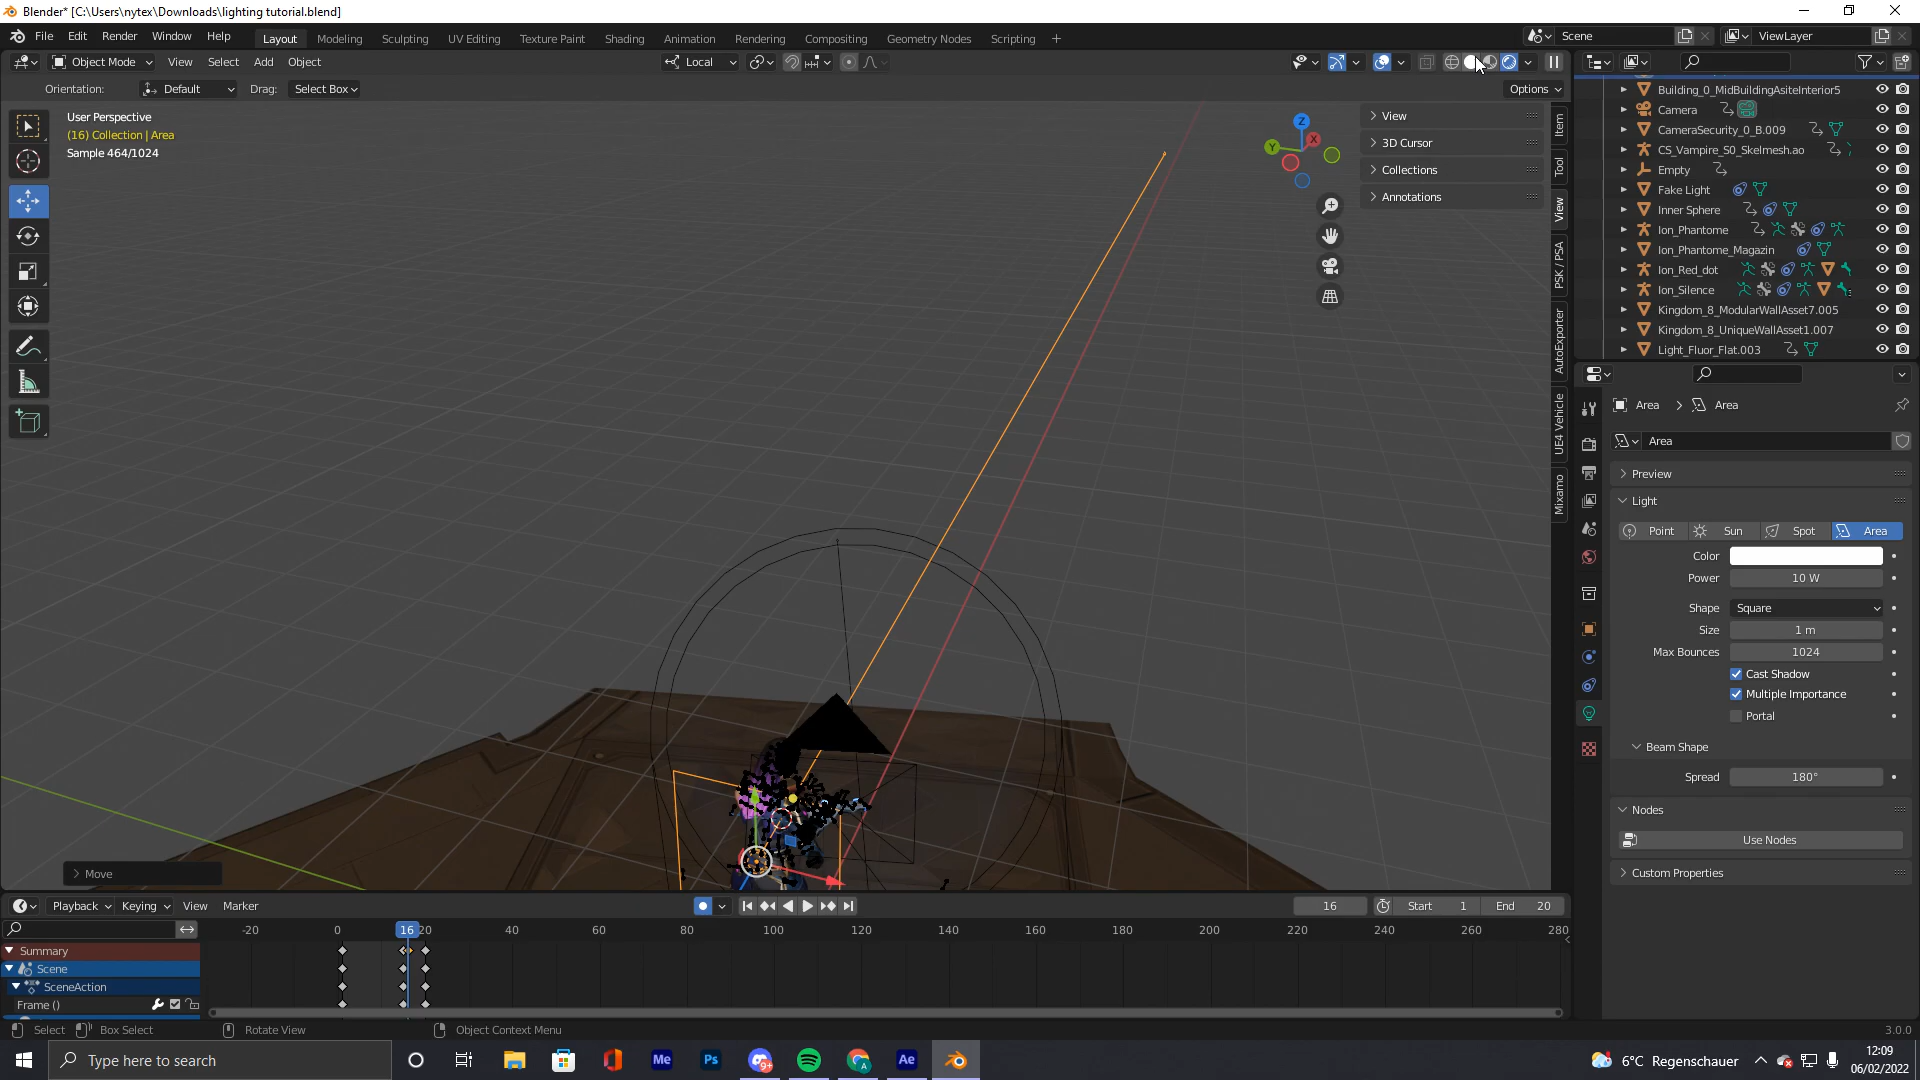 Blender* [C:\Users\nytex\Downloads\lighting tutorial.blend]
File Edit Render Window Help Layout Modeling Sculpting UV Editing Texture Paint Shading Animation Rendering Compositing Geometry Nodes Scripting + Scene ViewLayer
Object Mode View Select Add Object Local
Orientation: Default Drag: Select Box Options
User Perspective
(16) Collection | Area
Sample 464/1024
Z
Y
X
View
3D Cursor
Collections
Annotations
Item
Tool
View
PSK / PSA
AutoExporter
UE4 Vehicle
Mixamo
Building_0_MidBuildingAsiteInterior5
Camera
CameraSecurity_0_B.009
CS_Vampire_S0_Skelmesh.ao
Empty
Fake Light
Inner Sphere
Ion_Phantome
Ion_Phantome_Magazin
Ion_Red_dot
Ion_Silence
Kingdom_8_ModularWallAsset7.005
Kingdom_8_UniqueWallAsset1.007
Light_Fluor_Flat.003
Area > Area
Area
Preview
Light
Point Sun Spot Area
Color
Power 10 W
Shape Square
Size 1 m
Max Bounces 1024
Cast Shadow
Multiple Importance
Portal
Beam Shape
Spread 180°
Nodes
Use Nodes
Custom Properties
> Move
Playback Keying View Marker 16 Start 1 End 20
-20 0 16 20 40 60 80 100 120 140 160 180 200 220 240 260 280
Summary
Scene
SceneAction
Frame ()
Select Box Select Rotate View Object Context Menu 3.0.0
Type here to search Me Ps 9+ A Ae 6°C Regenschauer 12:09
06/02/2022